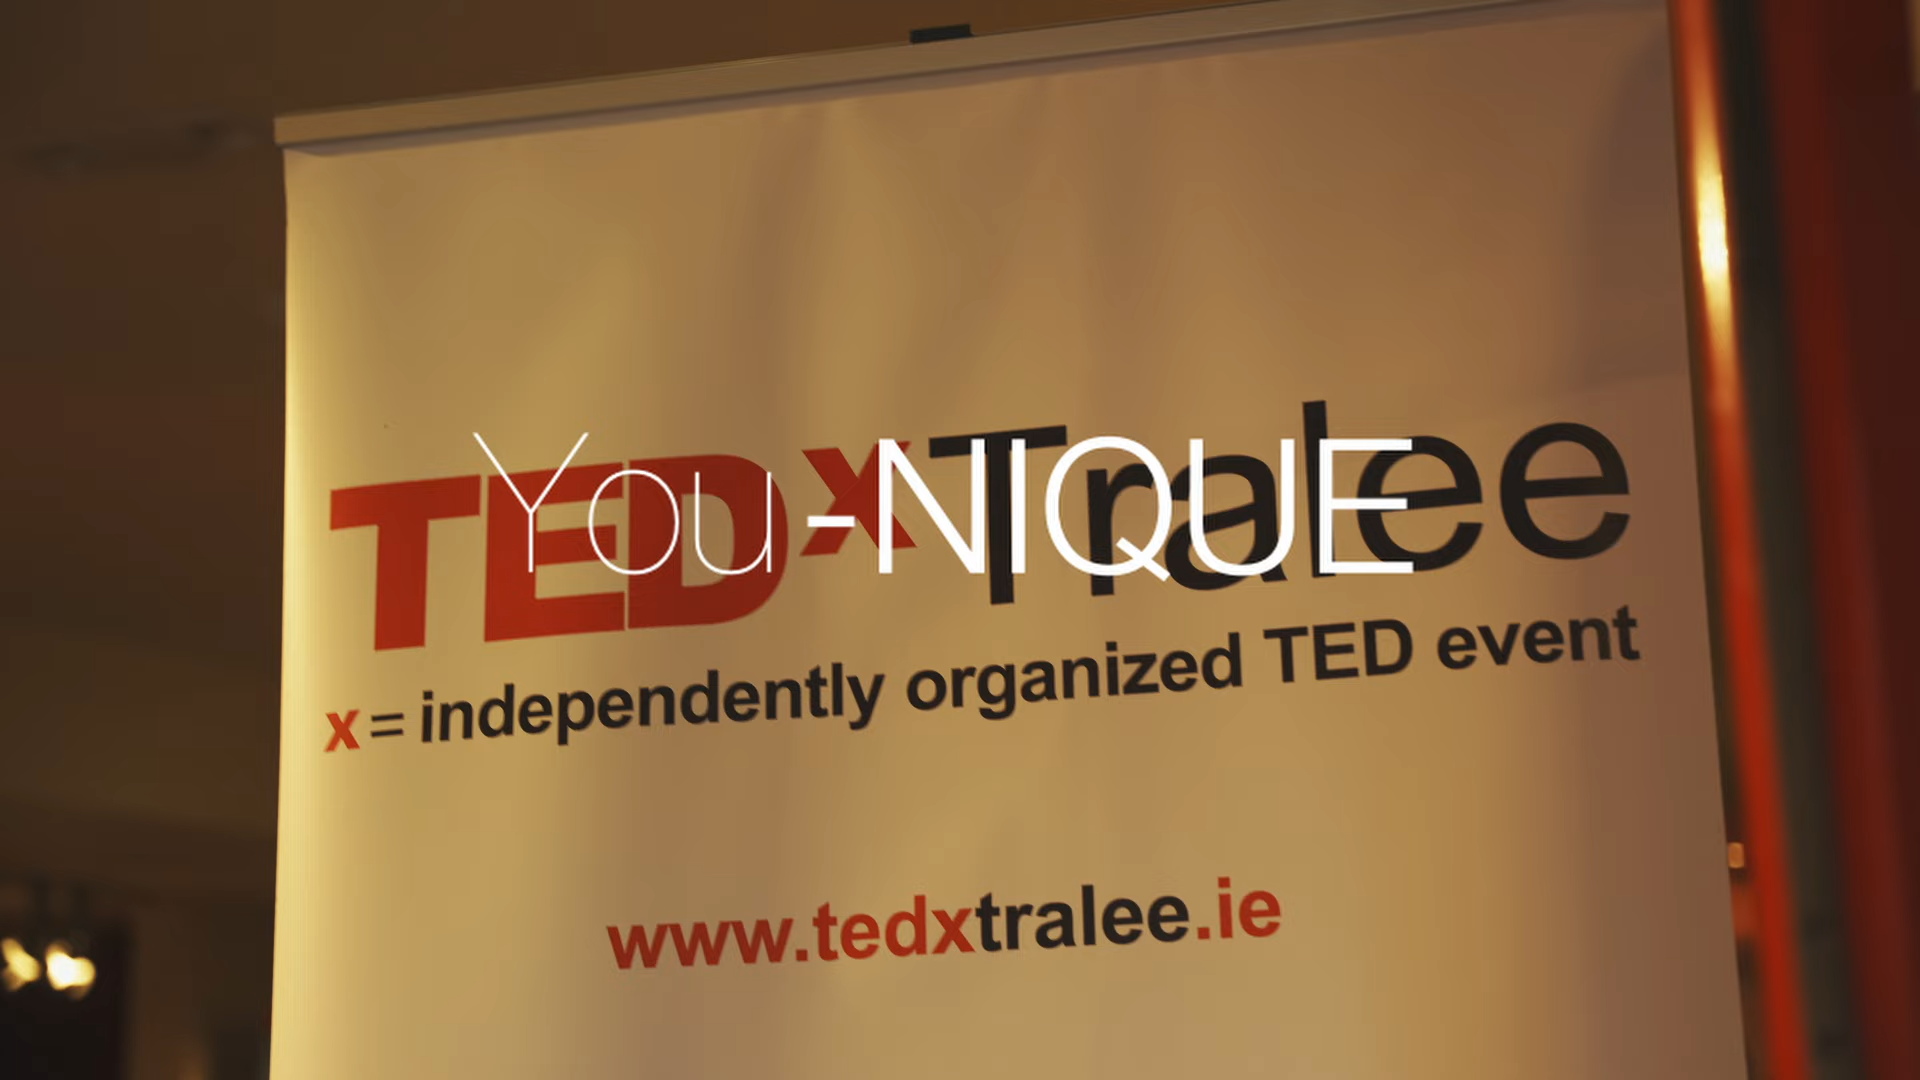 TEDxTralee
You-NIQUE
x = independently organized TED event
www.tedxtralee.ie